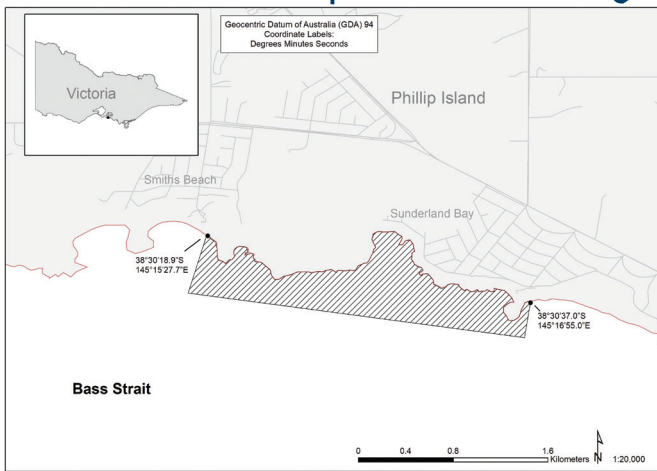 Geocentric Datum of Australia (GDA) 94
Coordinate Labels:
Degrees Minutes Seconds
Victoria
Phillip Island
Smiths Beach
Sunderland Bay
38°30'18.9"S
145°15'27.7"E
38°30'37.0"S
145°16'55.0"E
Bass Strait
0 0.4 0.8 1.6
Kilometers
N
1:20,000